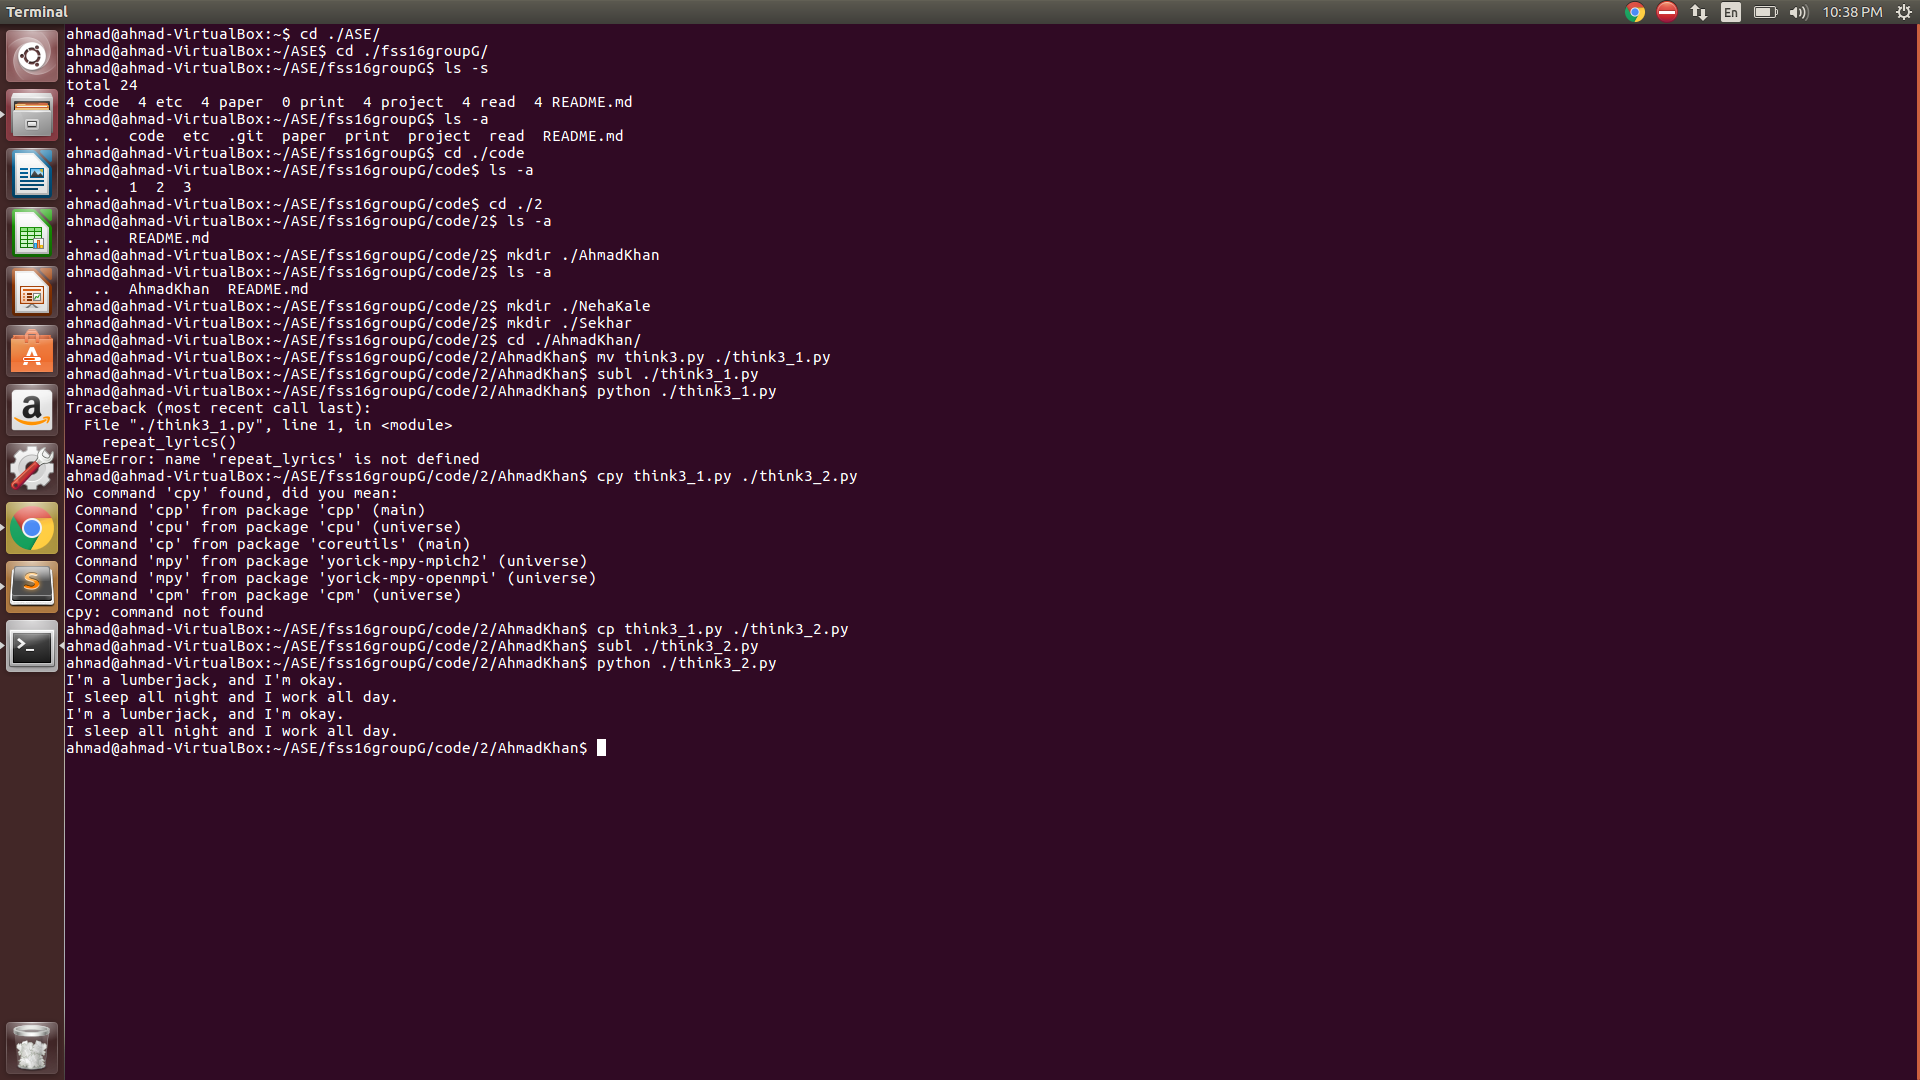 Terminal
En
10:38 PM
ahmad@ahmad-VirtualBox:~$ cd ./ASE/
ahmad@ahmad-VirtualBox:~/ASE$ cd ./fss16groupG/
ahmad@ahmad-VirtualBox:~/ASE/fss16groupG$ ls -s
total 24
4 code  4 etc  4 paper  0 print  4 project  4 read  4 README.md
ahmad@ahmad-VirtualBox:~/ASE/fss16groupG$ ls -a
.  ..  code  etc  .git  paper  print  project  read  README.md
ahmad@ahmad-VirtualBox:~/ASE/fss16groupG$ cd ./code
ahmad@ahmad-VirtualBox:~/ASE/fss16groupG/code$ ls -a
.  ..  1  2  3
ahmad@ahmad-VirtualBox:~/ASE/fss16groupG/code$ cd ./2
ahmad@ahmad-VirtualBox:~/ASE/fss16groupG/code/2$ ls -a
.  ..  README.md
ahmad@ahmad-VirtualBox:~/ASE/fss16groupG/code/2$ mkdir ./AhmadKhan
ahmad@ahmad-VirtualBox:~/ASE/fss16groupG/code/2$ ls -a
.  ..  AhmadKhan  README.md
ahmad@ahmad-VirtualBox:~/ASE/fss16groupG/code/2$ mkdir ./NehaKale
ahmad@ahmad-VirtualBox:~/ASE/fss16groupG/code/2$ mkdir ./Sekhar
ahmad@ahmad-VirtualBox:~/ASE/fss16groupG/code/2$ cd ./AhmadKhan/
ahmad@ahmad-VirtualBox:~/ASE/fss16groupG/code/2/AhmadKhan$ mv think3.py ./think3_1.py
ahmad@ahmad-VirtualBox:~/ASE/fss16groupG/code/2/AhmadKhan$ subl ./think3_1.py
ahmad@ahmad-VirtualBox:~/ASE/fss16groupG/code/2/AhmadKhan$ python ./think3_1.py
Traceback (most recent call last):
  File "./think3_1.py", line 1, in <module>
    repeat_lyrics()
NameError: name 'repeat_lyrics' is not defined
ahmad@ahmad-VirtualBox:~/ASE/fss16groupG/code/2/AhmadKhan$ cpy think3_1.py ./think3_2.py
No command 'cpy' found, did you mean:
 Command 'cpp' from package 'cpp' (main)
 Command 'cpu' from package 'cpu' (universe)
 Command 'cp' from package 'coreutils' (main)
 Command 'mpy' from package 'yorick-mpy-mpich2' (universe)
 Command 'mpy' from package 'yorick-mpy-openmpi' (universe)
 Command 'cpm' from package 'cpm' (universe)
cpy: command not found
ahmad@ahmad-VirtualBox:~/ASE/fss16groupG/code/2/AhmadKhan$ cp think3_1.py ./think3_2.py
ahmad@ahmad-VirtualBox:~/ASE/fss16groupG/code/2/AhmadKhan$ subl ./think3_2.py
ahmad@ahmad-VirtualBox:~/ASE/fss16groupG/code/2/AhmadKhan$ python ./think3_2.py
I'm a lumberjack, and I'm okay.
I sleep all night and I work all day.
I'm a lumberjack, and I'm okay.
I sleep all night and I work all day.
ahmad@ahmad-VirtualBox:~/ASE/fss16groupG/code/2/AhmadKhan$